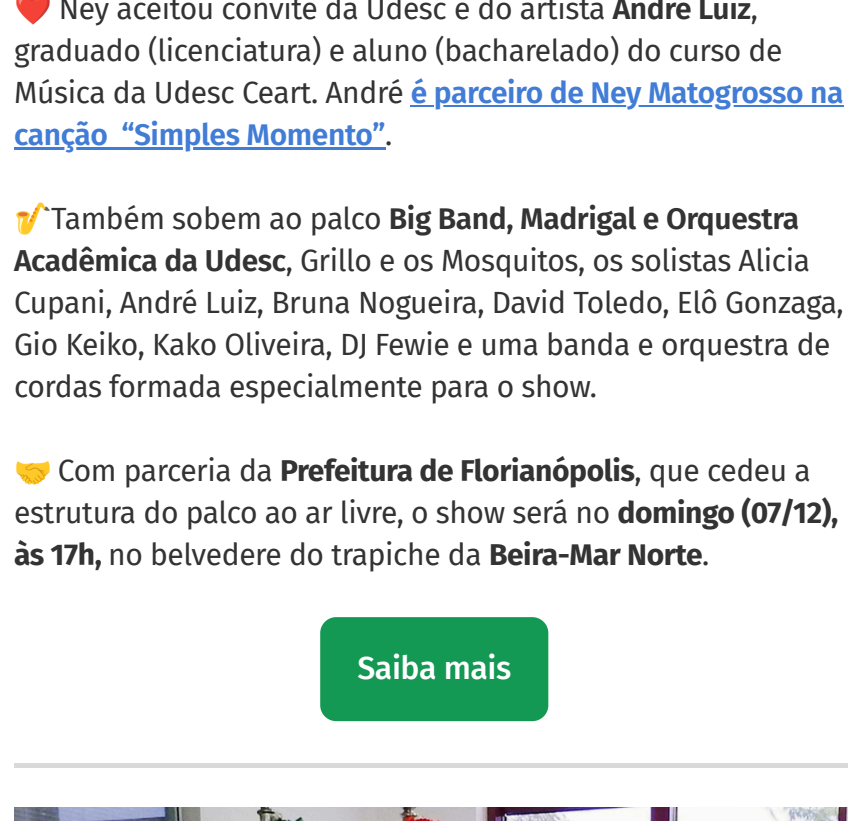 ❤️ Ney aceitou convite da Udesc e do artista André Luiz,
graduado (licenciatura) e aluno (bacharelado) do curso de
Música da Udesc Ceart. André é parceiro de Ney Matogrosso na
canção  “Simples Momento”.
🎷Também sobem ao palco Big Band, Madrigal e Orquestra
Acadêmica da Udesc, Grillo e os Mosquitos, os solistas Alicia
Cupani, André Luiz, Bruna Nogueira, David Toledo, Elô Gonzaga,
Gio Keiko, Kako Oliveira, DJ Fewie e uma banda e orquestra de
cordas formada especialmente para o show.
🤝 Com parceria da Prefeitura de Florianópolis, que cedeu a
estrutura do palco ao ar livre, o show será no domingo (07/12),
às 17h, no belvedere do trapiche da Beira-Mar Norte.
Saiba mais